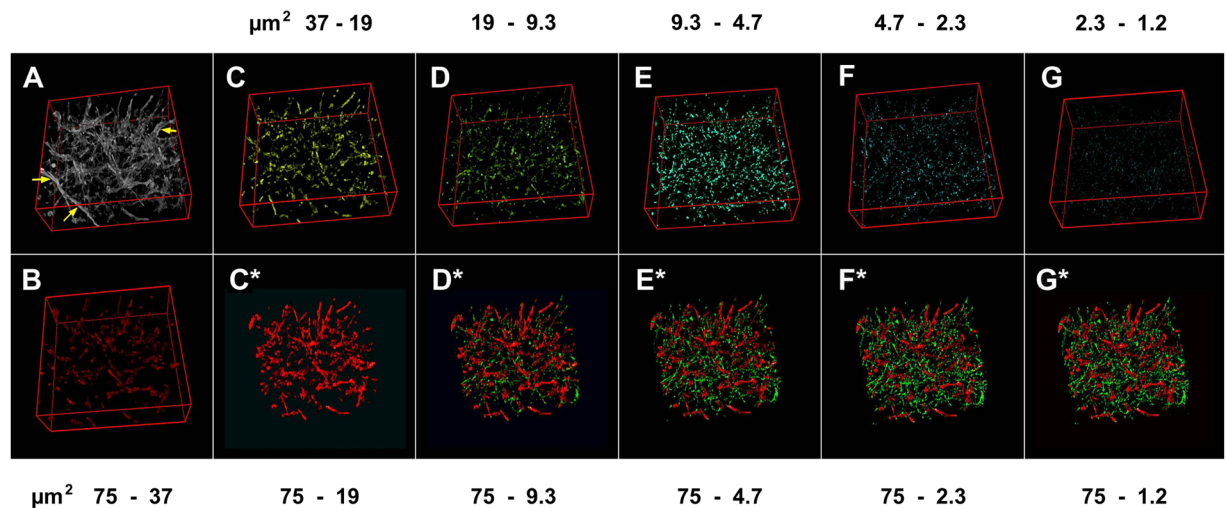 µm² 37 - 19 19 - 9.3 9.3 - 4.7 4.7 - 2.3 2.3 - 1.2
A C D E F G
B C* D* E* F* G*
µm² 75 - 37 75 - 19 75 - 9.3 75 - 4.7 75 - 2.3 75 - 1.2